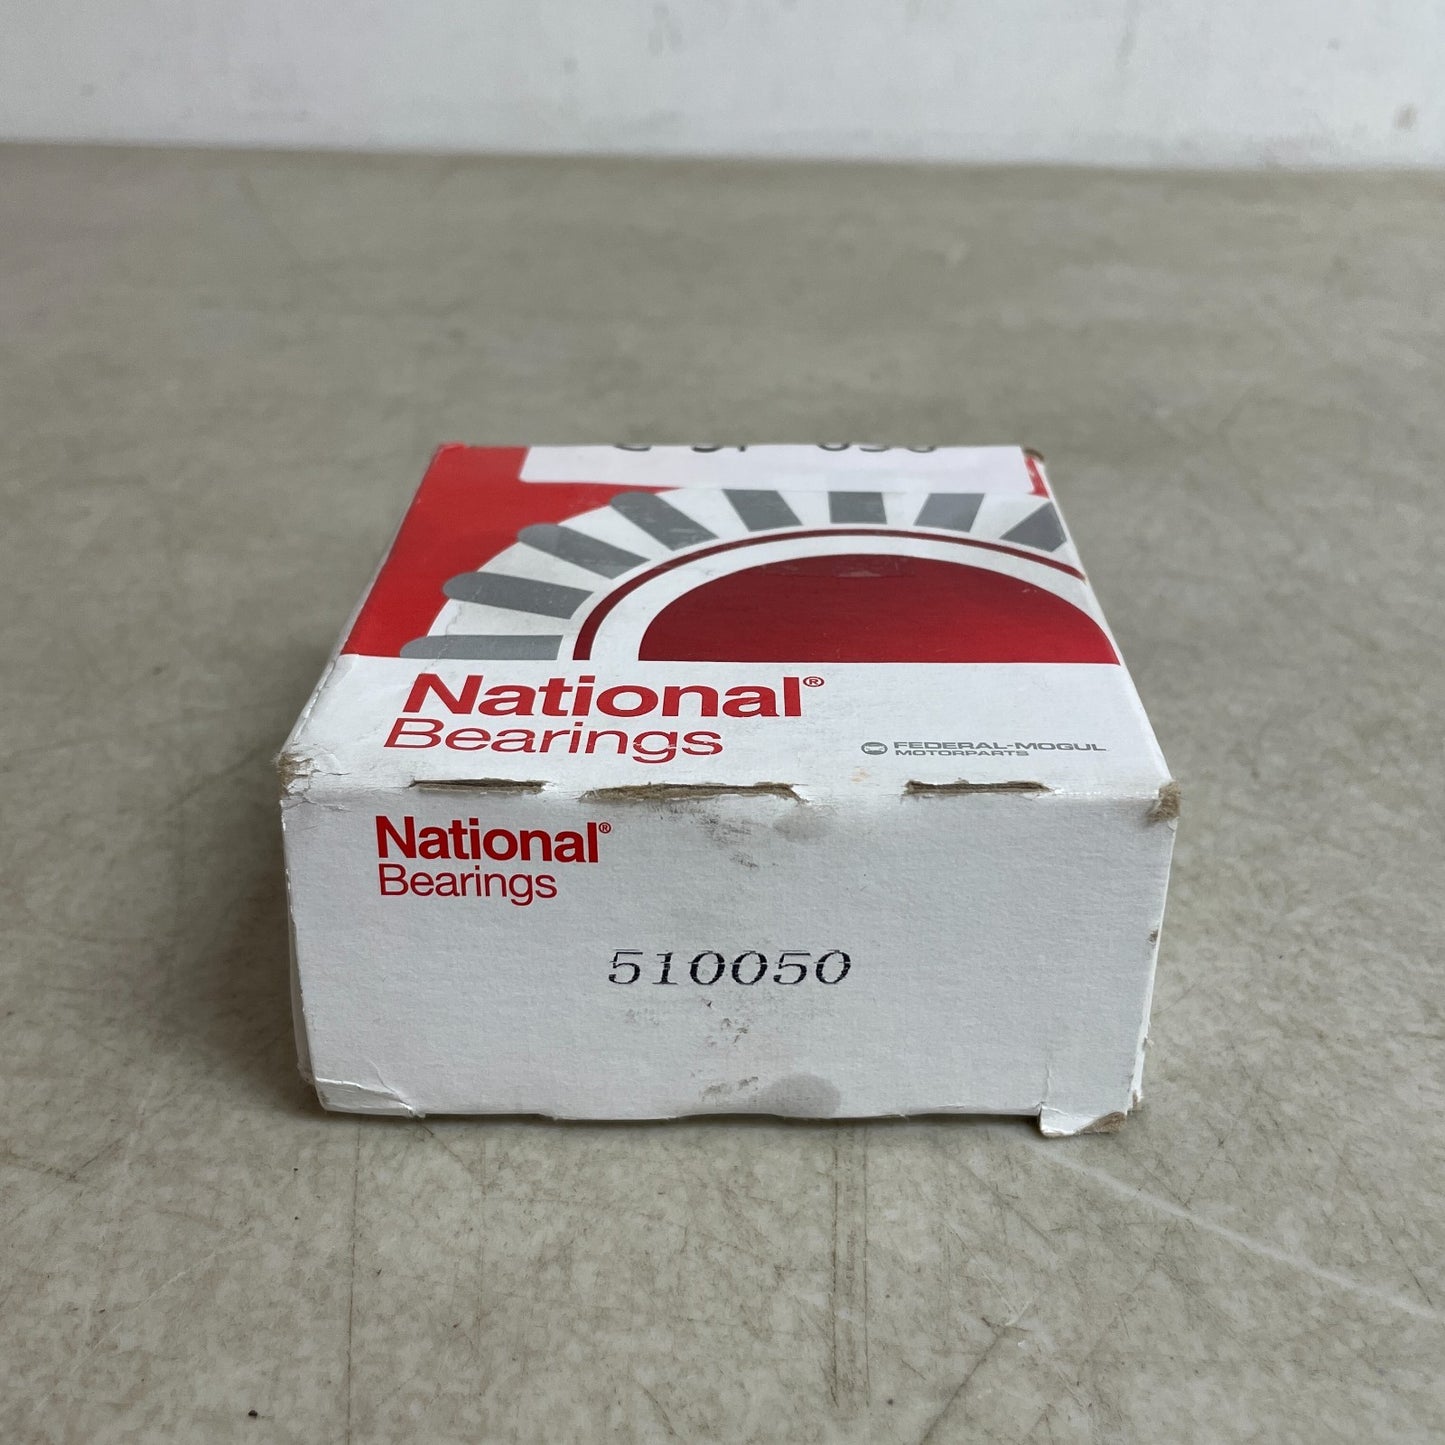 National®
Bearings
FEDERAL-MOGUL
MOTORPARTS
National®
Bearings
510050